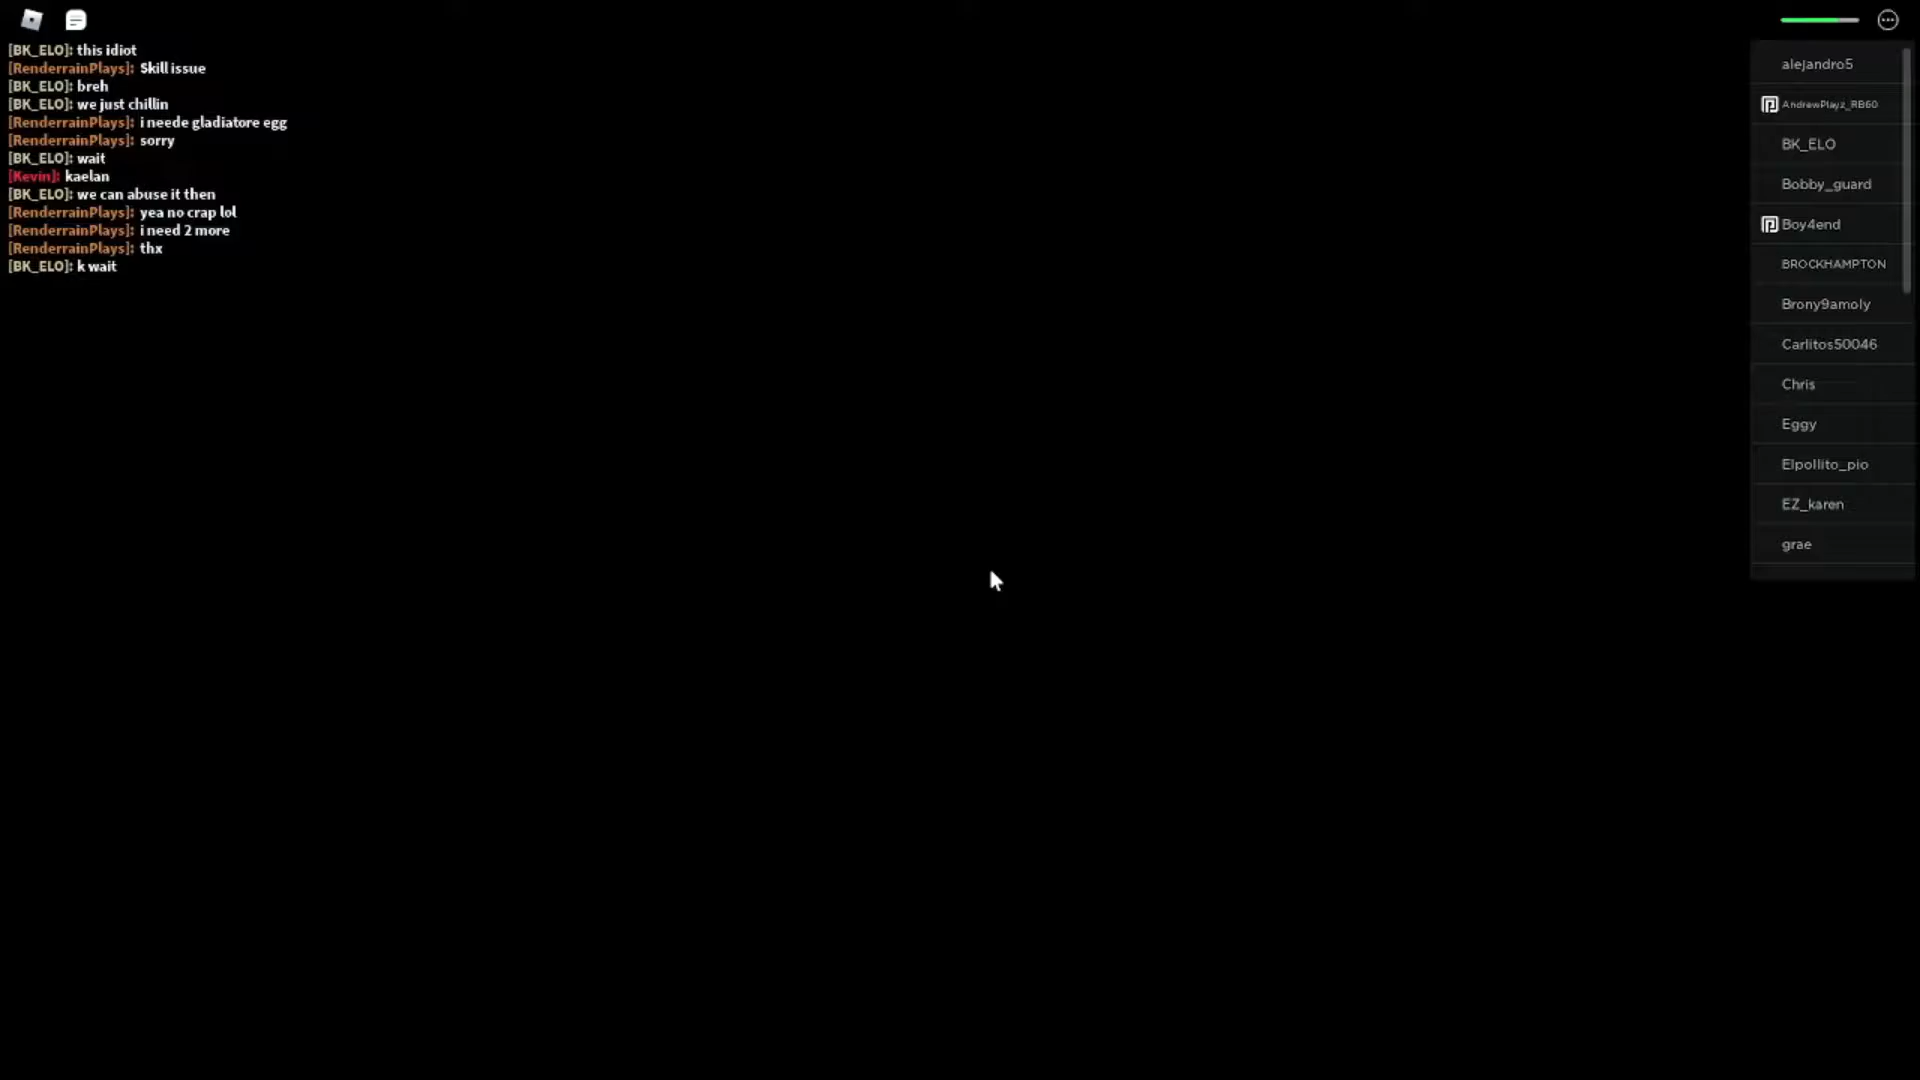 [BK_ELO]: this idiot
[RenderrainPlays]: Skill issue
[BK_ELO]: breh
[BK_ELO]: we just chillin
[RenderrainPlays]: i neede gladiatore egg
[RenderrainPlays]: sorry
[BK_ELO]: wait
[Kevin]: kaelan
[BK_ELO]: we can abuse it then
[RenderrainPlays]: yea no crap lol
[RenderrainPlays]: i need 2 more
[RenderrainPlays]: thx
[BK_ELO]: k wait
alejandro5
AndrewPlayz_RB60
BK_ELO
Bobby_guard
Boy4end
BROCKHAMPTON
Brony9amoly
Carlitos50046
Chris
Eggy
Elpollito_pio
EZ_karen
grae